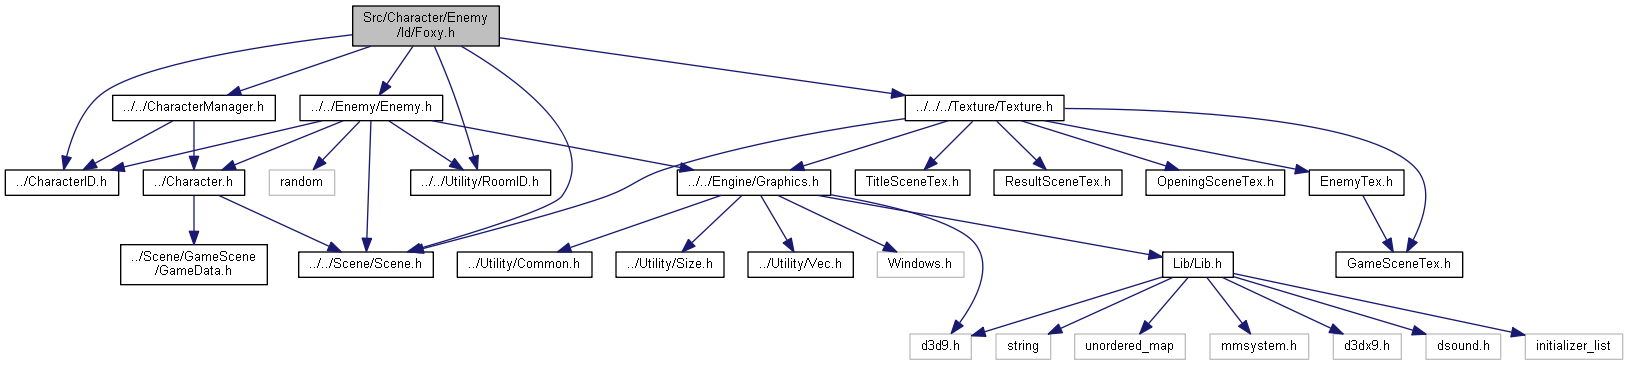 Src/Character/Enemy
/Id/Foxy.h
../../CharacterManager.h
../../Enemy/Enemy.h
../../../Texture/Texture.h
../CharacterID.h
../Character.h
random
../../Utility/RoomID.h
../../Engine/Graphics.h
TitleSceneTex.h
ResultSceneTex.h
OpeningSceneTex.h
EnemyTex.h
../Scene/GameScene
/GameData.h
../../Scene/Scene.h
../Utility/Common.h
../Utility/Size.h
../Utility/Vec.h
Windows.h
Lib/Lib.h
GameSceneTex.h
d3d9.h
string
unordered_map
mmsystem.h
d3dx9.h
dsound.h
initializer_list